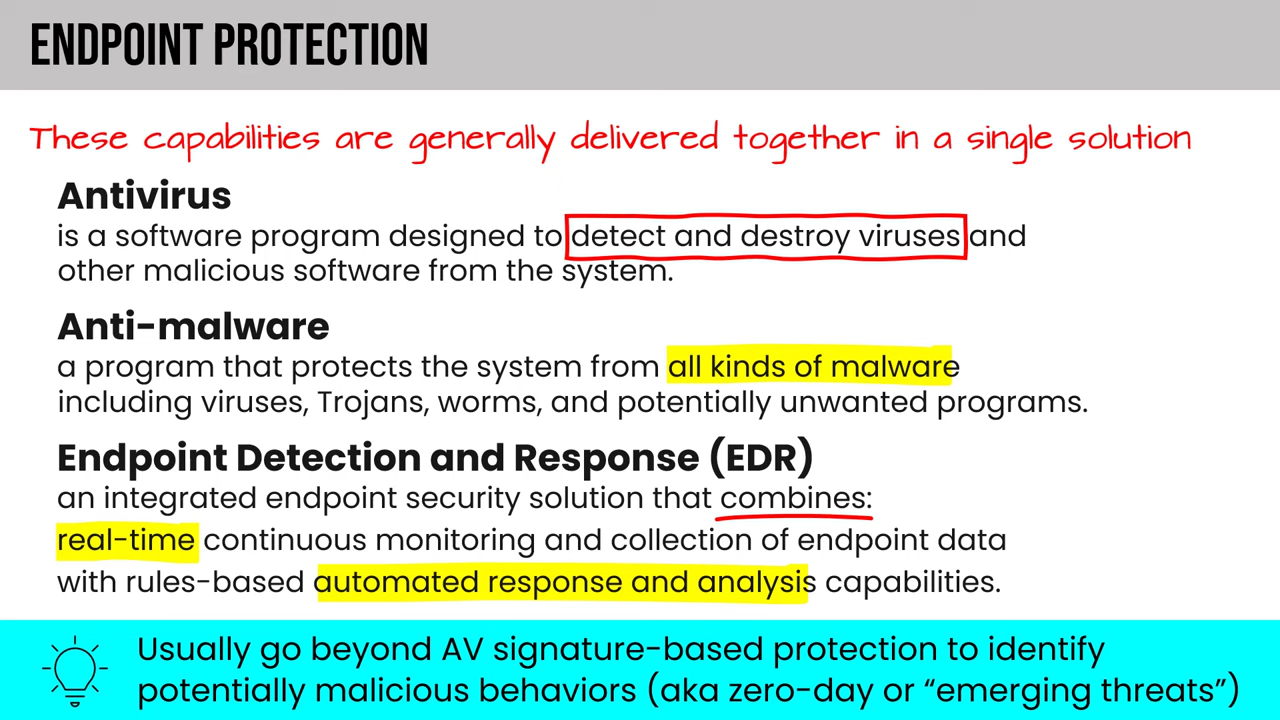 ENDPOINT PROTECTION
These capabilities are generally delivered together in a single solution
Antivirus
is a software program designed to detect and destroy viruses and
other malicious software from the system.
Anti-malware
a program that protects the system from all kinds of malware
including viruses, Trojans, worms, and potentially unwanted programs.
Endpoint Detection and Response (EDR)
an integrated endpoint security solution that combines:
real-time continuous monitoring and collection of endpoint data
with rules-based automated response and analysis capabilities.
Usually go beyond AV signature-based protection to identify
potentially malicious behaviors (aka zero-day or “emerging threats”)